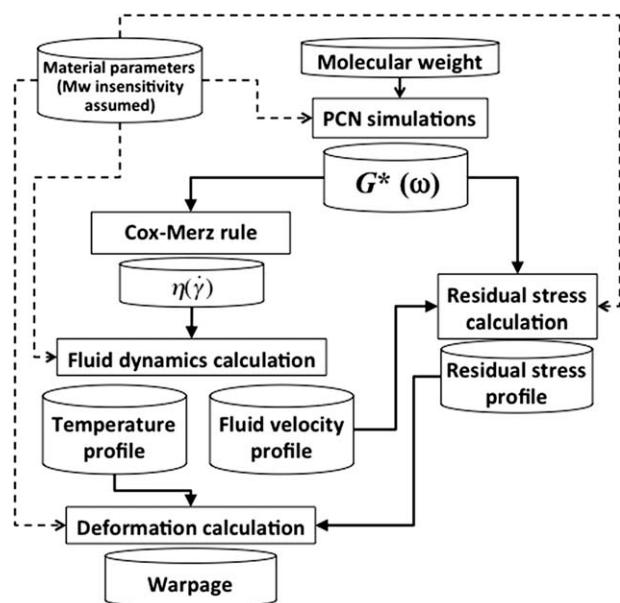 Material parameters
(Mw insensitivity
assumed)
Molecular weight
PCN simulations
G* (ω)
Cox-Merz rule
η(γ̇)
Residual stress
calculation
Fluid dynamics calculation
Residual stress
profile
Temperature
profile
Fluid velocity
profile
Deformation calculation
Warpage